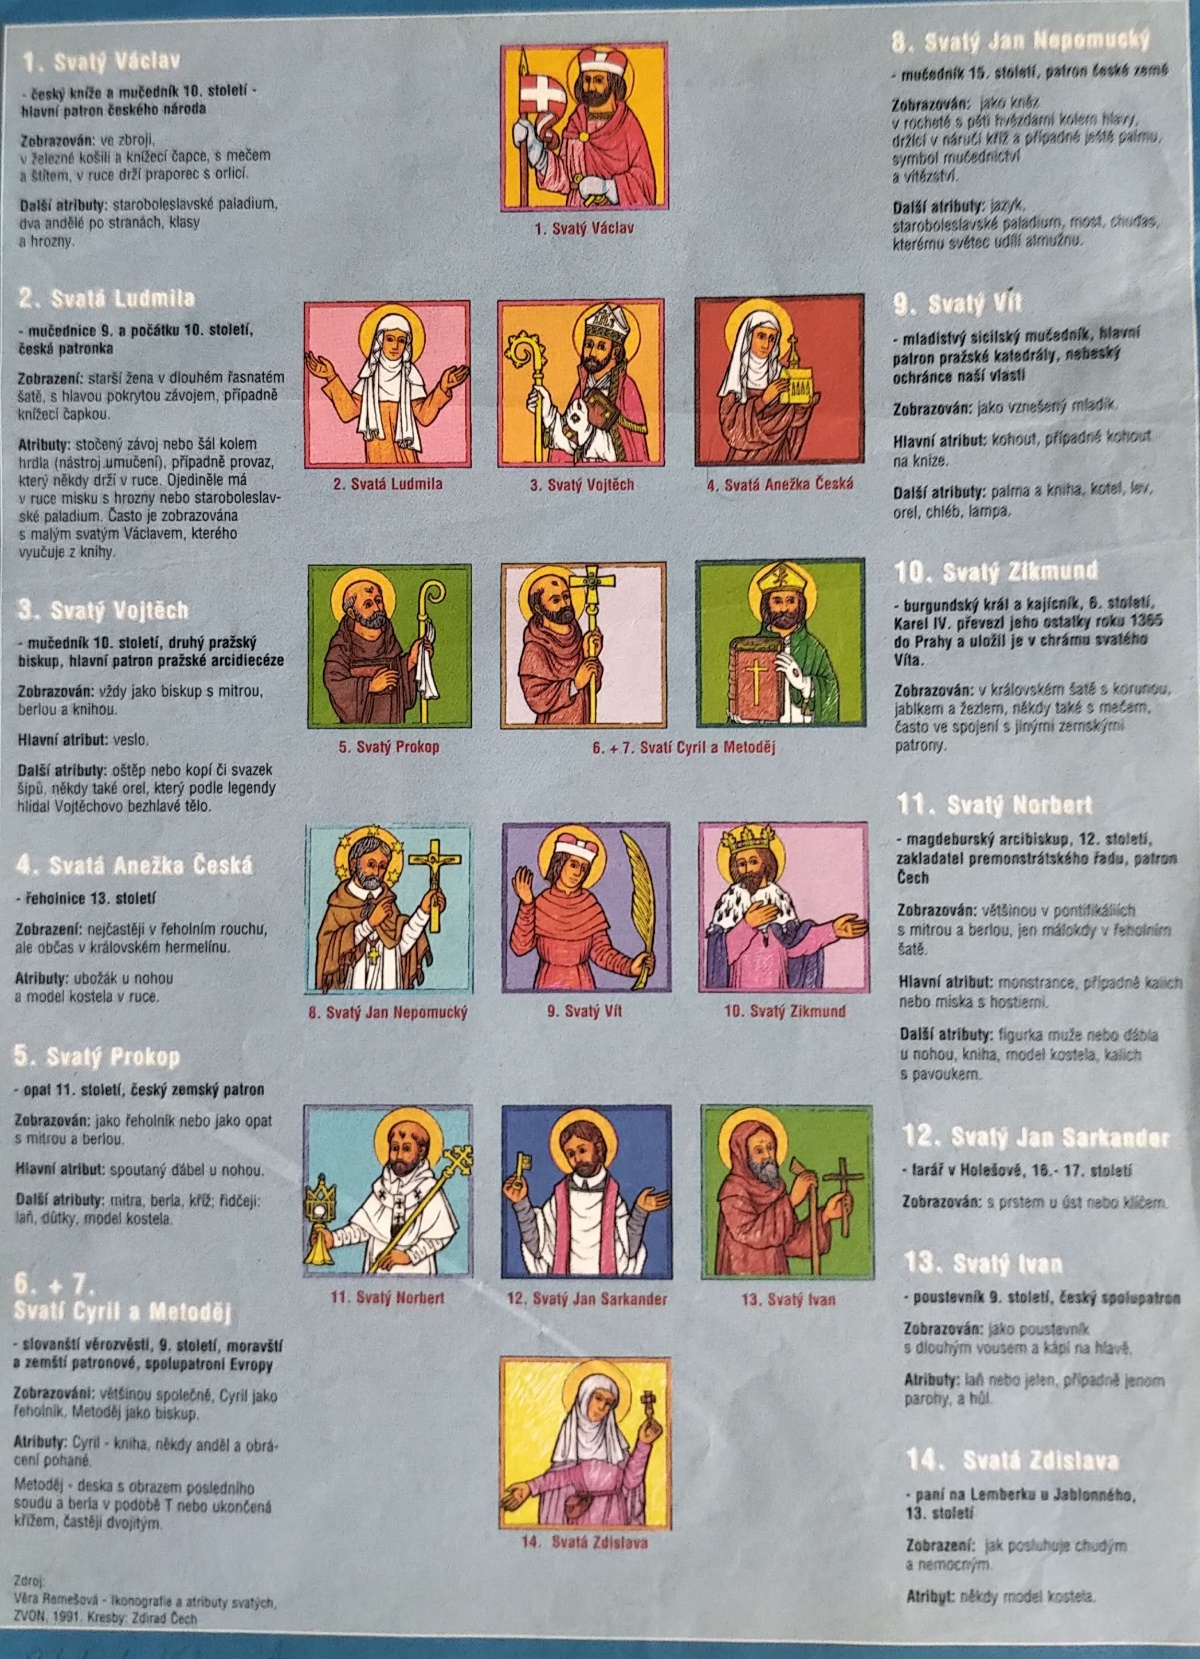 1. Svatý Václav
- český kníže a mučedník 10. století -
hlavní patron českého národa
Zobrazován: ve zbroji,
v železné košili a knížecí čapce, s mečem
a štítem, v ruce drží praporec s orlicí.
Další atributy: staroboleslavské paladium,
dva andělé po stranách, klasy
a hrozny.
2. Svatá Ludmila
- mučednice 9. a počátku 10. století,
česká patronka
Zobrazení: starší žena v dlouhém řasnatém
šatě, s hlavou pokrytou závojem, případně
knížecí čapkou.
Atributy: stočený závoj nebo šál kolem
hrdla (nástroj umučení), případně provaz,
který někdy drží v ruce. Ojediněle má
v ruce misku s hrozny nebo staroboleslav-
ské paladium. Často je zobrazována
s malým svatým Václavem, kterého
vyučuje z knihy.
3. Svatý Vojtěch
- mučedník 10. století, druhý pražský
biskup, hlavní patron pražské arcidiecéze
Zobrazován: vždy jako biskup s mitrou,
berlou a knihou.
Hlavní atribut: veslo.
Další atributy: oštěp nebo kopí či svazek
šípů, někdy také orel, který podle legendy
hlídal Vojtěchovo bezhlavé tělo.
4. Svatá Anežka Česká
- řeholnice 13. století
Zobrazení: nejčastěji v řeholním rouchu,
ale občas v královském hermelínu.
Atributy: ubožák u nohou
a model kostela v ruce.
5. Svatý Prokop
- opat 11. století, český zemský patron
Zobrazován: jako řeholník nebo jako opat
s mitrou a berlou.
Hlavní atribut: spoutaný ďábel u nohou.
Další atributy: mitra, berla, kříž; řidčeji:
laň, důtky, model kostela.
6. + 7.
Svatí Cyril a Metoděj
- slovanští věrozvěsti, 9. století, moravští
a zemští patronové, spolupatroni Evropy
Zobrazováni: většinou společně, Cyril jako
řeholník, Metoděj jako biskup.
Atributy: Cyril - kniha, někdy anděl a obrá-
cení pohané.
Metoděj - deska s obrazem posledního
soudu a berla v podobě T nebo ukončená
křížem, častěji dvojitým.
Zdroj:
Věra Remešová - Ikonografie a atributy svatých,
ZVON, 1991. Kresby: Zdirad Čech
1. Svatý Václav
2. Svatá Ludmila
3. Svatý Vojtěch
4. Svatá Anežka Česká
5. Svatý Prokop
6. + 7. Svatí Cyril a Metoděj
8. Svatý Jan Nepomucký
9. Svatý Vít
10. Svatý Zikmund
11. Svatý Norbert
12. Svatý Jan Sarkander
13. Svatý Ivan
14. Svatá Zdislava
8. Svatý Jan Nepomucký
- mučedník 15. století, patron české země
Zobrazován: jako kněz
v rochetě s pěti hvězdami kolem hlavy,
držící v náručí kříž a případně ještě palmu,
symbol mučednictví
a vítězství.
Další atributy: jazyk,
staroboleslavské paladium, most, chuďas,
kterému světec udílí almužnu.
9. Svatý Vít
- mladistvý sicilský mučedník, hlavní
patron pražské katedrály, nebeský
ochránce naší vlasti
Zobrazován: jako vznešený mladík.
Hlavní atribut: kohout, případně kohout
na knize.
Další atributy: palma a kniha, kotel, lev,
orel, chléb, lampa.
10. Svatý Zikmund
- burgundský král a kajícník, 6. století,
Karel IV. převezl jeho ostatky roku 1365
do Prahy a uložil je v chrámu svatého
Víta.
Zobrazován: v královském šatě s korunou,
jablkem a žezlem, někdy také s mečem,
často ve spojení s jinými zemskými
patrony.
11. Svatý Norbert
- magdeburský arcibiskup, 12. století,
zakladatel premonstrátského řádu, patron
Čech
Zobrazován: většinou v pontifikáliích
s mitrou a berlou, jen málokdy v řeholním
šatě.
Hlavní atribut: monstrance, případně kalich
nebo miska s hostiemi.
Další atributy: figurka muže nebo ďábla
u nohou, kniha, model kostela, kalich
s pavoukem.
12. Svatý Jan Sarkander
- farář v Holešově, 16.- 17. století
Zobrazován: s prstem u úst nebo klíčem.
13. Svatý Ivan
- poustevník 9. století, český spolupatron
Zobrazován: jako poustevník
s dlouhým vousem a kápí na hlavě.
Atributy: laň nebo jelen, případně jenom
parohy, a hůl.
14. Svatá Zdislava
- paní na Lemberku u Jablonného,
13. století
Zobrazení: jak posluhuje chudým
a nemocným.
Atribut: někdy model kostela.